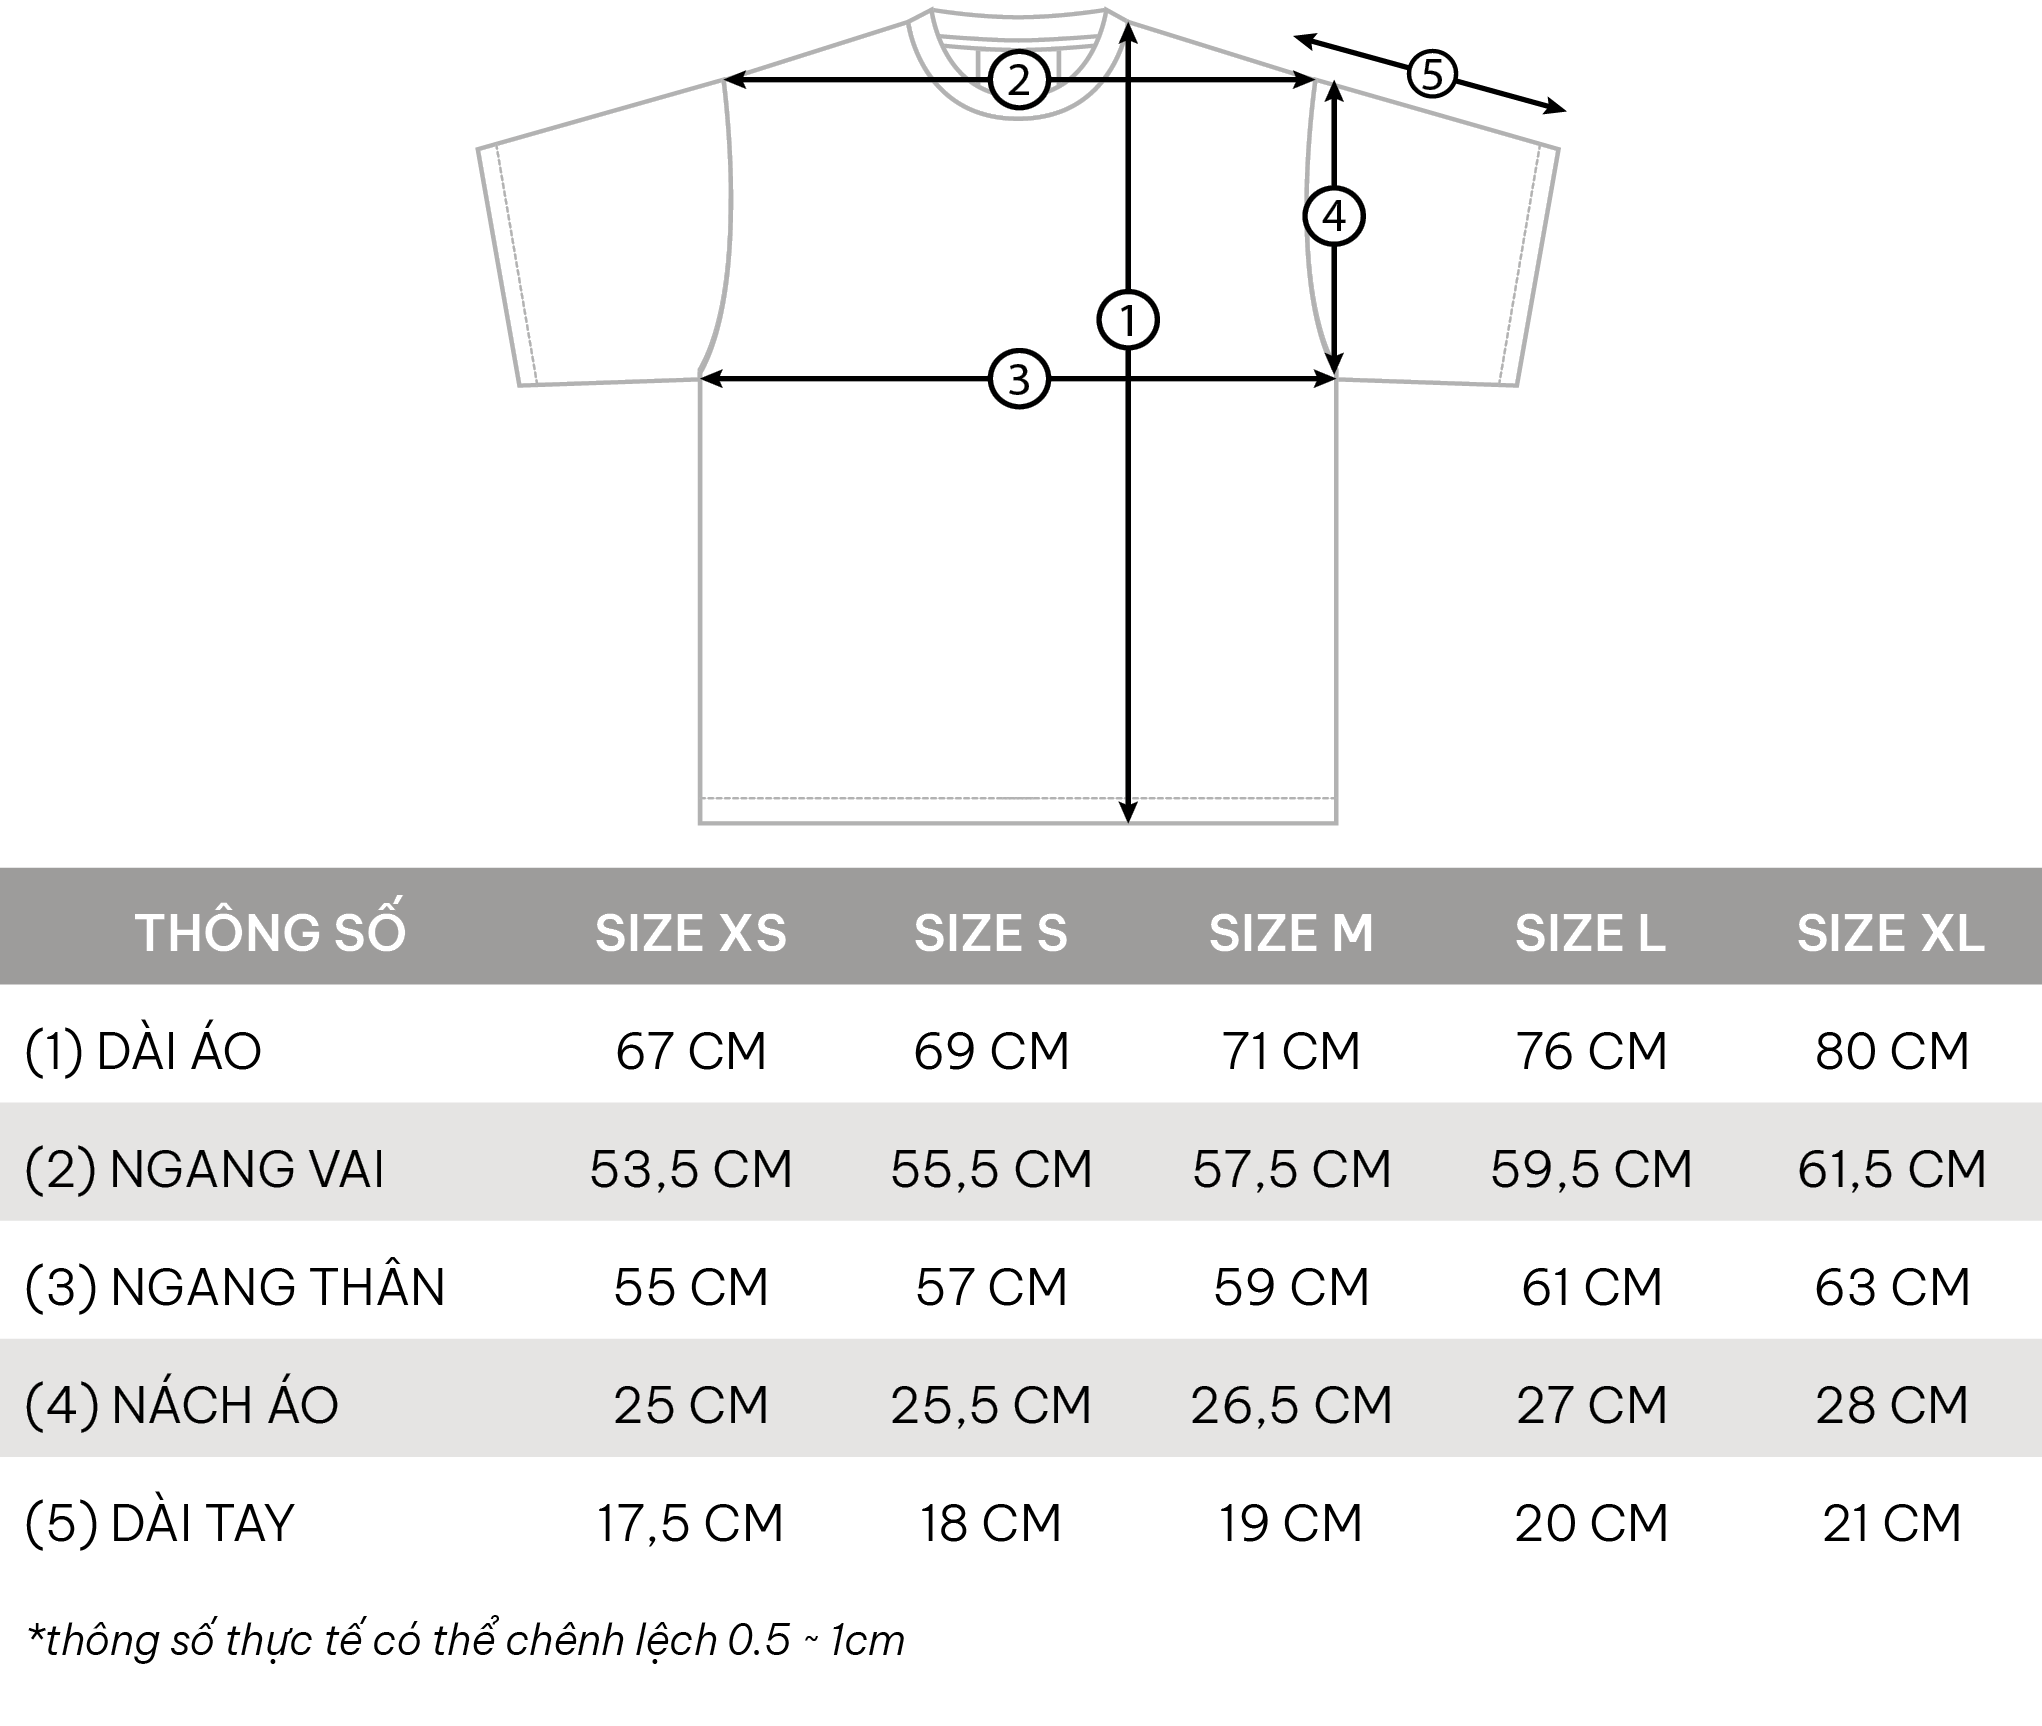 2
5
4
1
3
THÔNG SỐ SIZE XS SIZE S SIZE M SIZE L SIZE XL
(1) DÀI ÁO 67 CM 69 CM 71 CM 76 CM 80 CM
(2) NGANG VAI 53,5 CM 55,5 CM 57,5 CM 59,5 CM 61,5 CM
(3) NGANG THÂN 55 CM 57 CM 59 CM 61 CM 63 CM
(4) NÁCH ÁO 25 CM 25,5 CM 26,5 CM 27 CM 28 CM
(5) DÀI TAY 17,5 CM 18 CM 19 CM 20 CM 21 CM
*thông số thực tế có thể chênh lệch 0.5 ~ 1cm